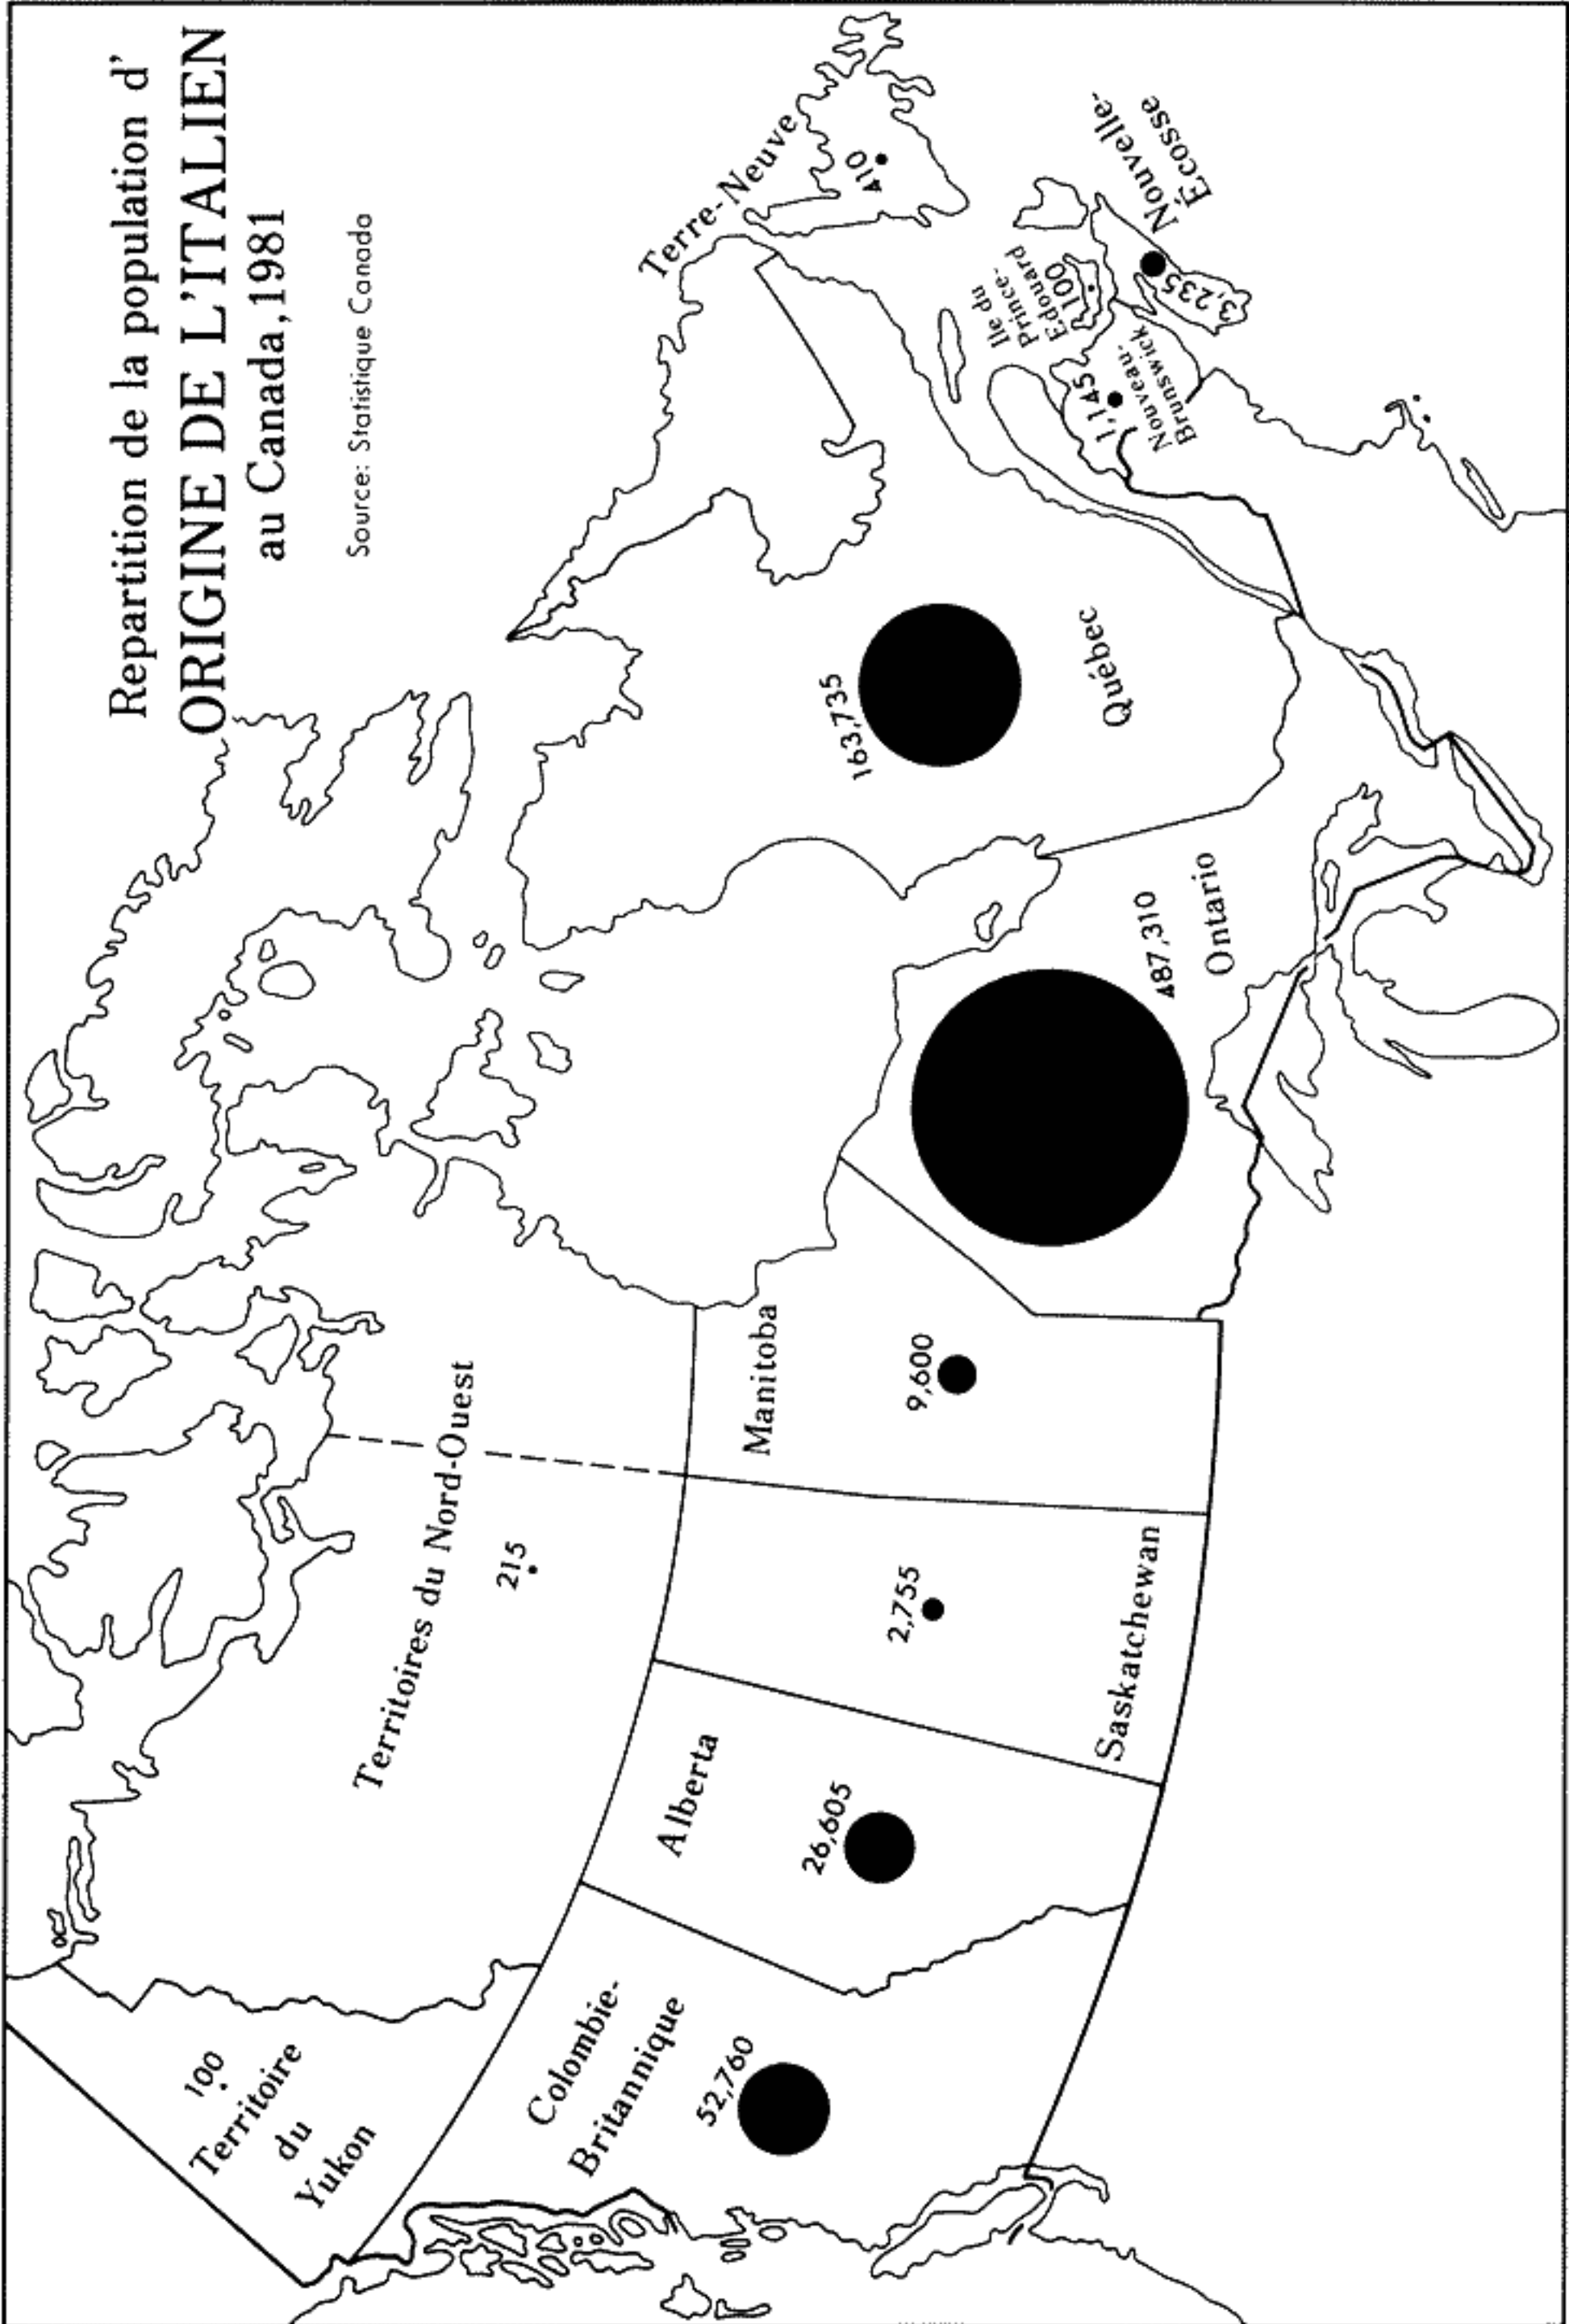 Repartition de la population d'
ORIGINE DE L'ITALIEN
au Canada,1981
Source: Statistique Canada
100
Territoire
du
Yukon
Territoires du Nord-Ouest
215
Colombie-
Britannique
52,760
Alberta
26,605
2,755
Saskatchewan
Manitoba
9,600
487,310
Ontario
163,735
Québec
Terre-Neuve
410
Ile du
Prince-
Edouard
100
1,145
Nouveau-
Brunswick
Nouvelle-
Écosse
3,235